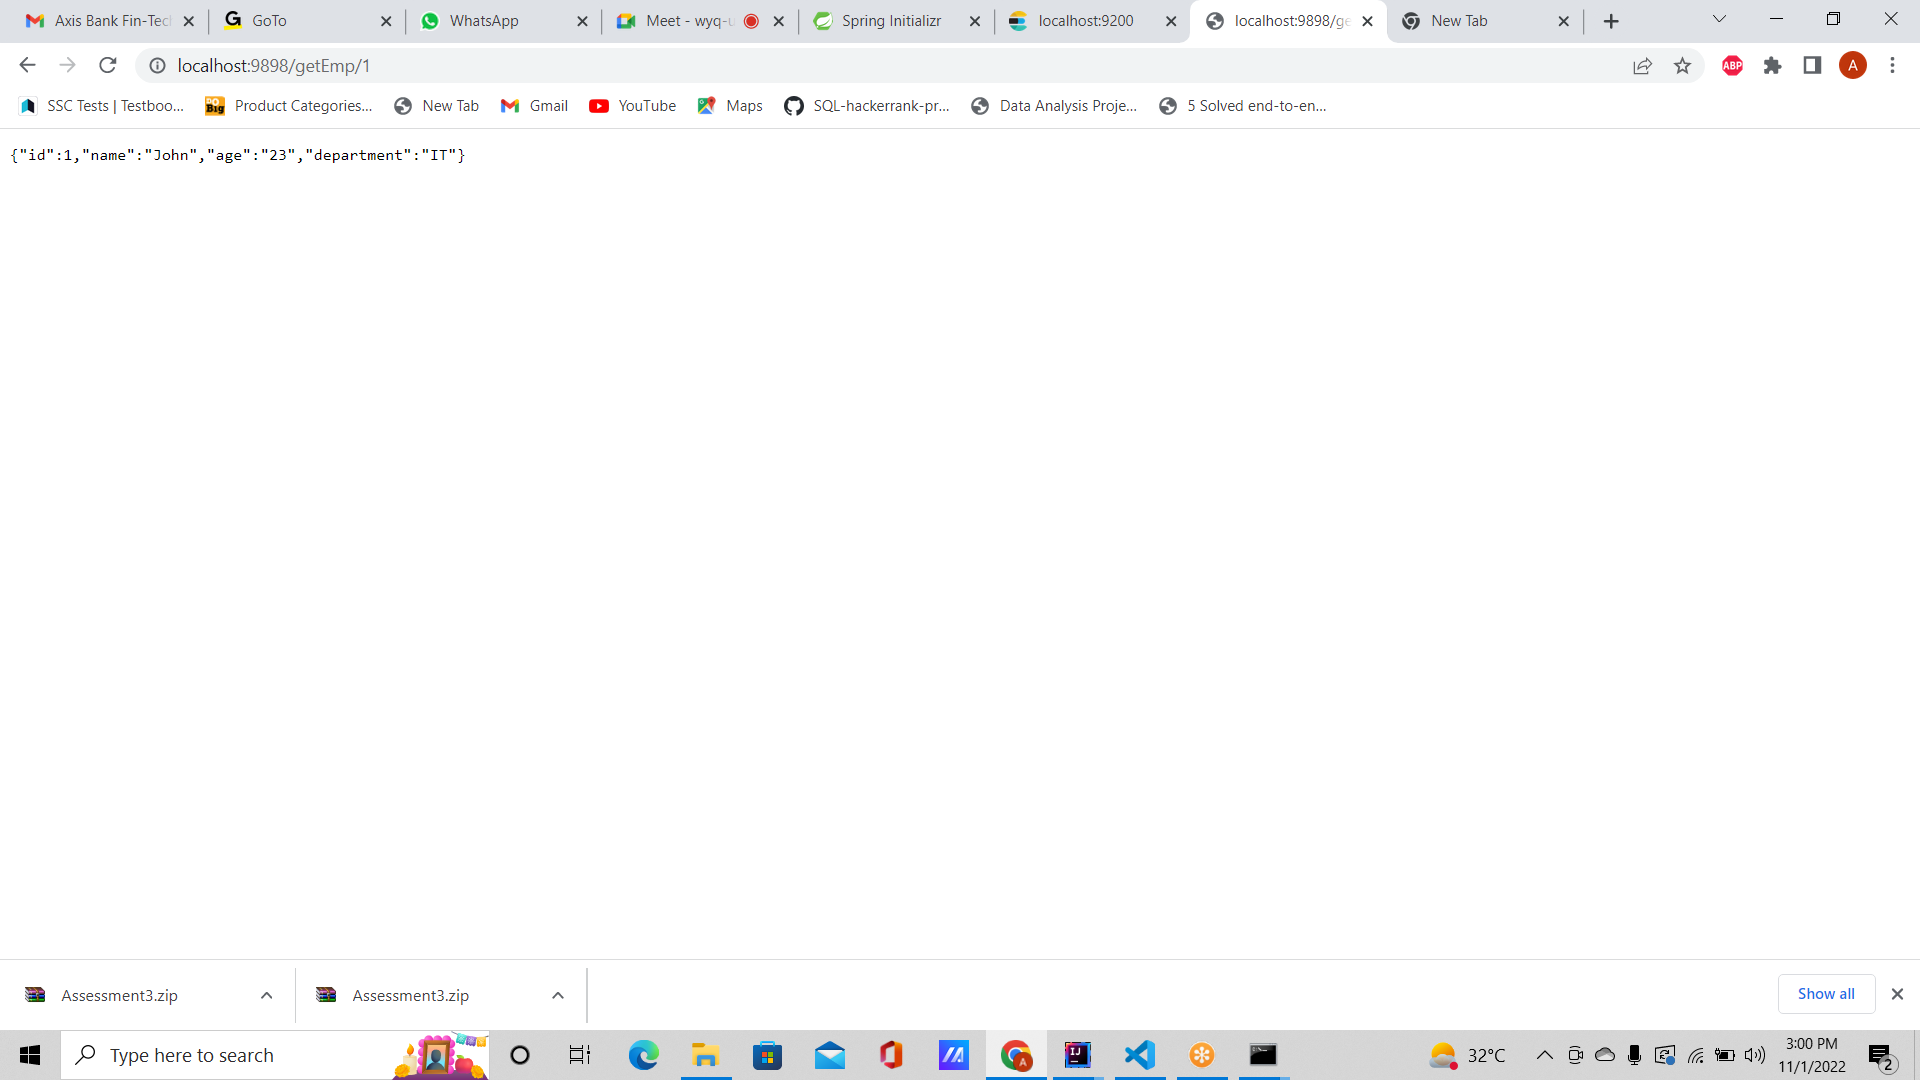 Axis Bank Fin-Tec
GoTo
WhatsApp
Meet - wyq-u
Spring Initializr
localhost:9200
localhost:9898/ge
New Tab
localhost:9898/getEmp/1
ABP
A
SSC Tests | Testboo...
Product Categories...
New Tab
Gmail
YouTube
Maps
SQL-hackerrank-pr...
Data Analysis Proje...
5 Solved end-to-en...
{"id":1,"name":"John","age":"23","department":"IT"}
Assessment3.zip
Assessment3.zip
Show all
Type here to search
32°C
3:00 PM
11/1/2022
2